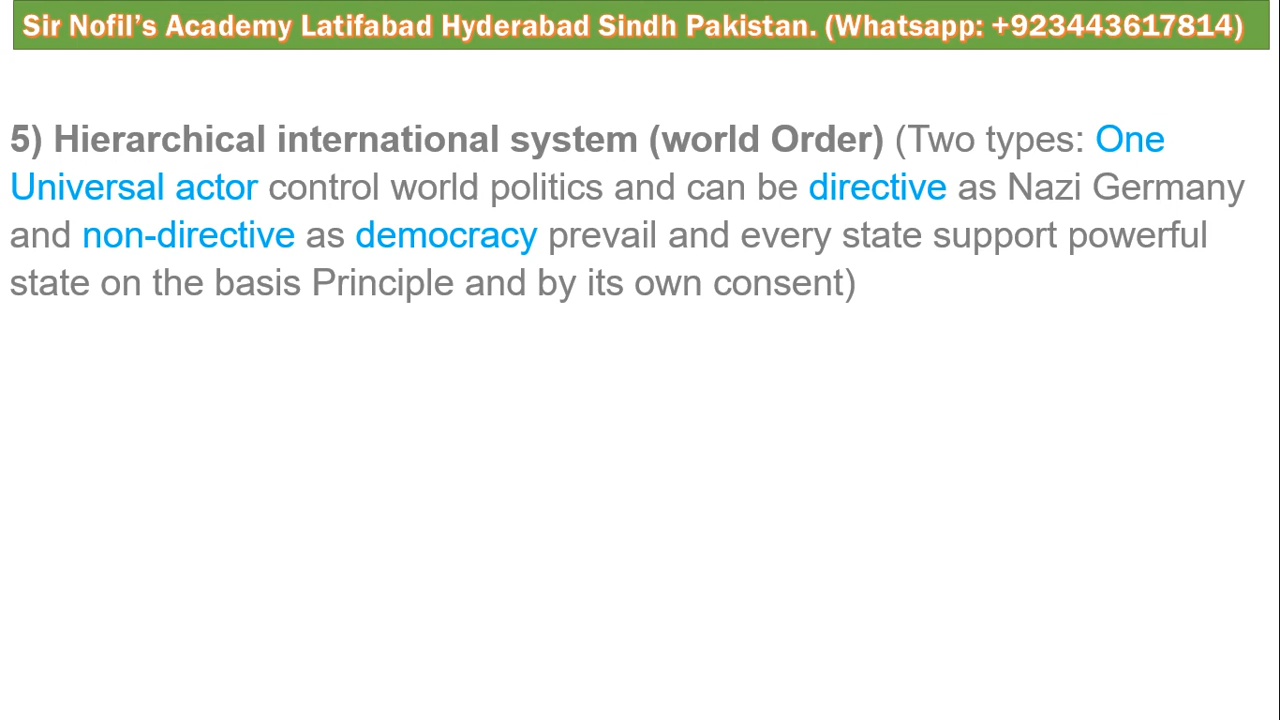 Sir Nofil’s Academy Latifabad Hyderabad Sindh Pakistan. (Whatsapp: +923443617814)
5) Hierarchical international system (world Order) (Two types: One
Universal actor control world politics and can be directive as Nazi Germany
and non-directive as democracy prevail and every state support powerful
state on the basis Principle and by its own consent)